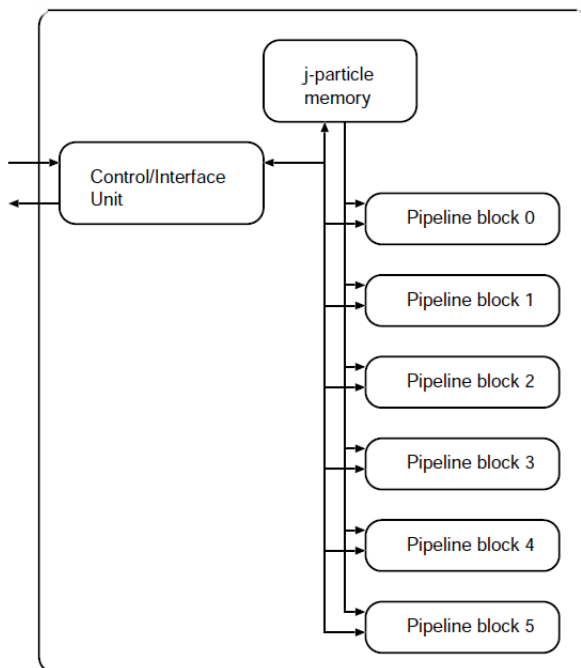 j-particle
memory
Control/Interface
Unit
Pipeline block 0
Pipeline block 1
Pipeline block 2
Pipeline block 3
Pipeline block 4
Pipeline block 5